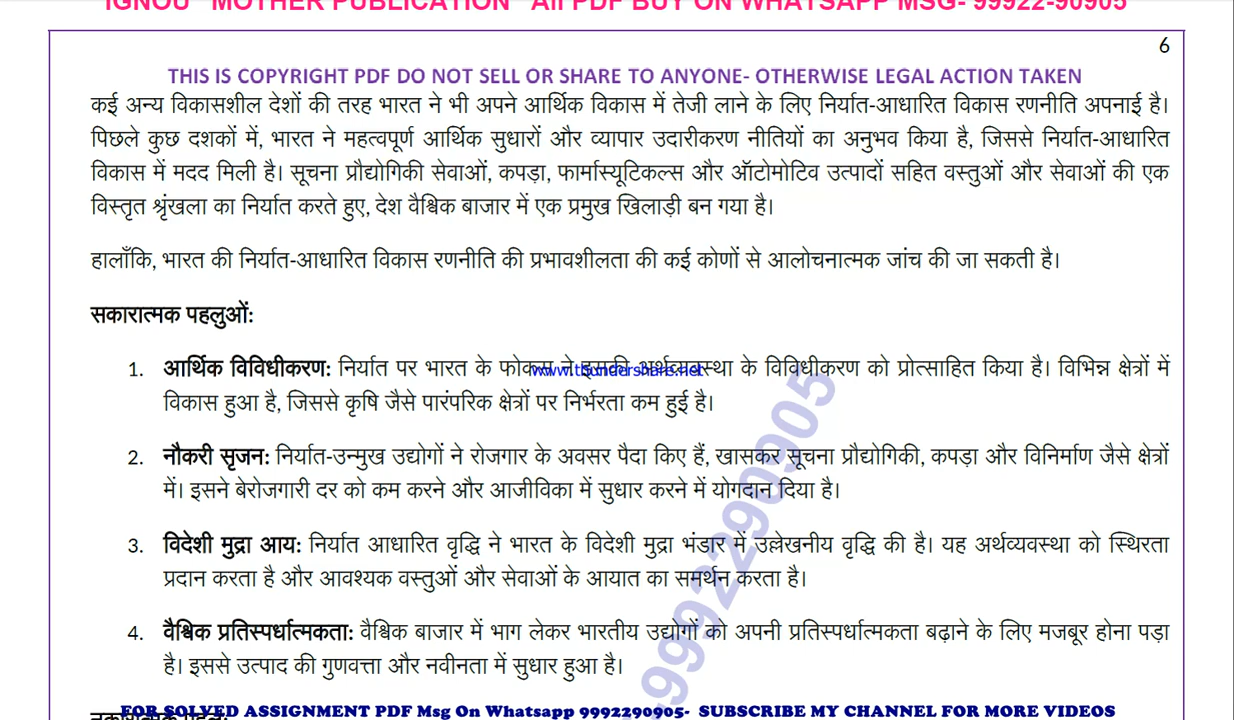 IGNOU MOTHER PUBLICATION All PDF BUY ON WHATSAPP MSG- 99922-90905
6
THIS IS COPYRIGHT PDF DO NOT SELL OR SHARE TO ANYONE- OTHERWISE LEGAL ACTION TAKEN
कई अन्य विकासशील देशों की तरह भारत ने भी अपने आर्थिक विकास में तेजी लाने के लिए निर्यात-आधारित विकास रणनीति अपनाई है।
पिछले कुछ दशकों में, भारत ने महत्वपूर्ण आर्थिक सुधारों और व्यापार उदारीकरण नीतियों का अनुभव किया है, जिससे निर्यात-आधारित
विकास में मदद मिली है। सूचना प्रौद्योगिकी सेवाओं, कपड़ा, फार्मास्यूटिकल्स और ऑटोमोटिव उत्पादों सहित वस्तुओं और सेवाओं की एक
विस्तृत श्रृंखला का निर्यात करते हुए, देश वैश्विक बाजार में एक प्रमुख खिलाड़ी बन गया है।
हालाँकि, भारत की निर्यात-आधारित विकास रणनीति की प्रभावशीलता की कई कोणों से आलोचनात्मक जांच की जा सकती है।
सकारात्मक पहलुओं:
1. आर्थिक विविधीकरण: निर्यात पर भारत के फोकस ने इसकी अर्थव्यवस्था के विविधीकरण को प्रोत्साहित किया है। विभिन्न क्षेत्रों में
www.thundershare.net
विकास हुआ है, जिससे कृषि जैसे पारंपरिक क्षेत्रों पर निर्भरता कम हुई है।
2. नौकरी सृजन: निर्यात-उन्मुख उद्योगों ने रोजगार के अवसर पैदा किए हैं, खासकर सूचना प्रौद्योगिकी, कपड़ा और विनिर्माण जैसे क्षेत्रों
में। इसने बेरोजगारी दर को कम करने और आजीविका में सुधार करने में योगदान दिया है।
3. विदेशी मुद्रा आय: निर्यात आधारित वृद्धि ने भारत के विदेशी मुद्रा भंडार में उल्लेखनीय वृद्धि की है। यह अर्थव्यवस्था को स्थिरता
प्रदान करता है और आवश्यक वस्तुओं और सेवाओं के आयात का समर्थन करता है।
4. वैश्विक प्रतिस्पर्धात्मकता: वैश्विक बाजार में भाग लेकर भारतीय उद्योगों को अपनी प्रतिस्पर्धात्मकता बढ़ाने के लिए मजबूर होना पड़ा
है। इससे उत्पाद की गुणवत्ता और नवीनता में सुधार हुआ है।
9992290905
FOR SOLVED ASSIGNMENT PDF Msg On Whatsapp 9992290905- SUBSCRIBE MY CHANNEL FOR MORE VIDEOS